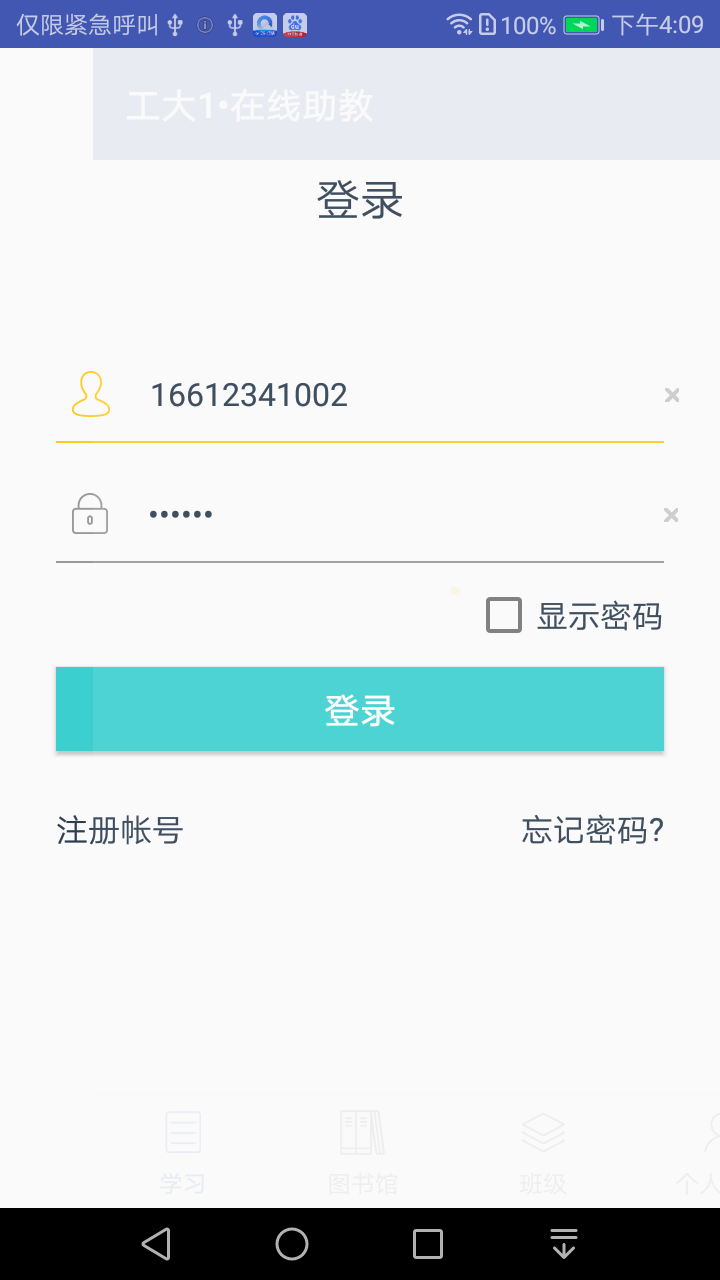 仅限紧急呼叫 100% 下午4:09
工大1•在线助教
登录
16612341002
••••••
显示密码
登录
注册帐号 忘记密码?
学习 图书馆 班级 个人